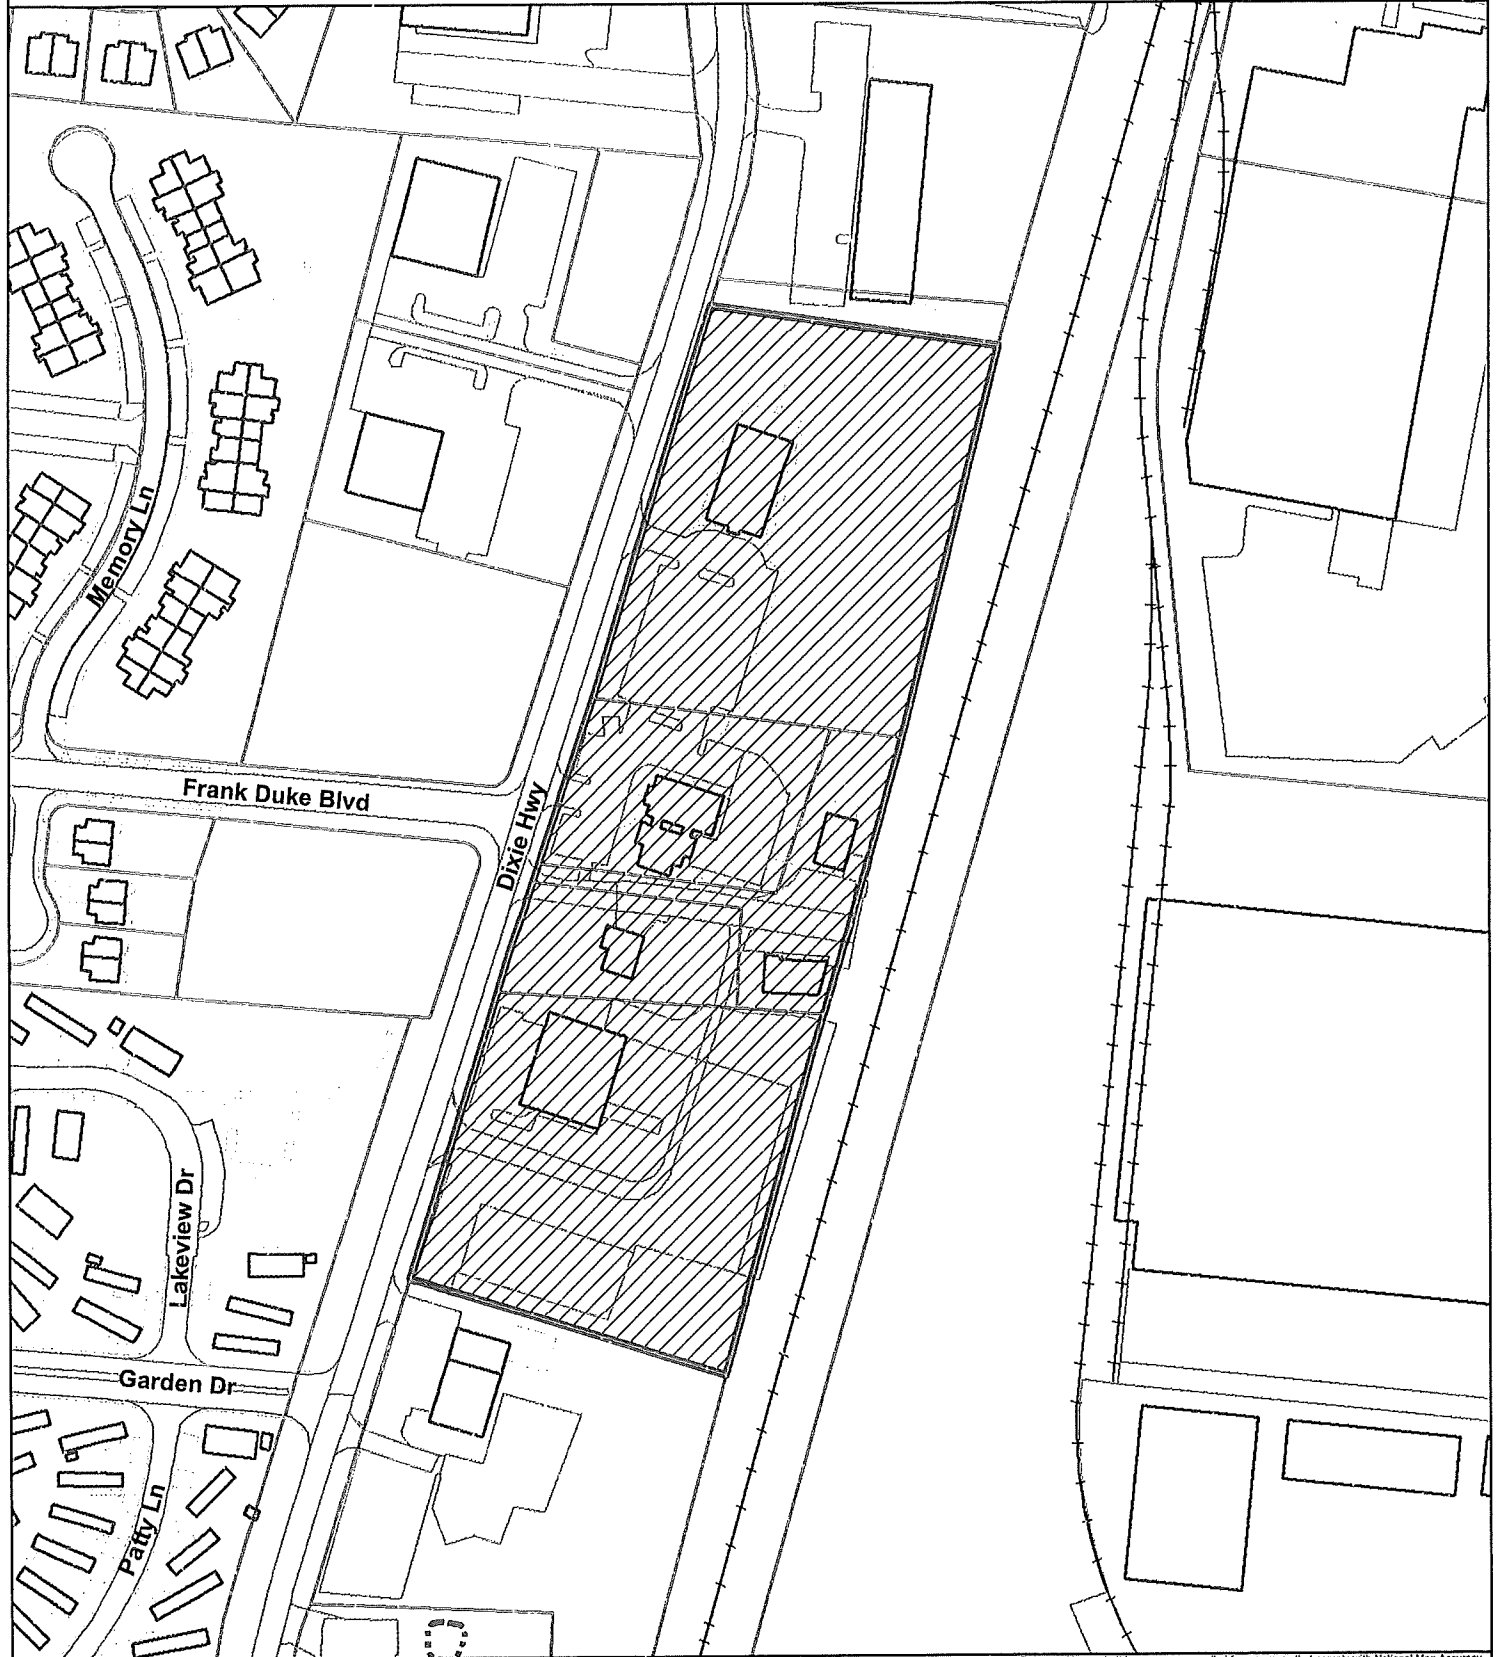 Memory Ln
Frank Duke Blvd
Dixie Hwy
Lakeview Dr
Garden Dr
Patty Ln